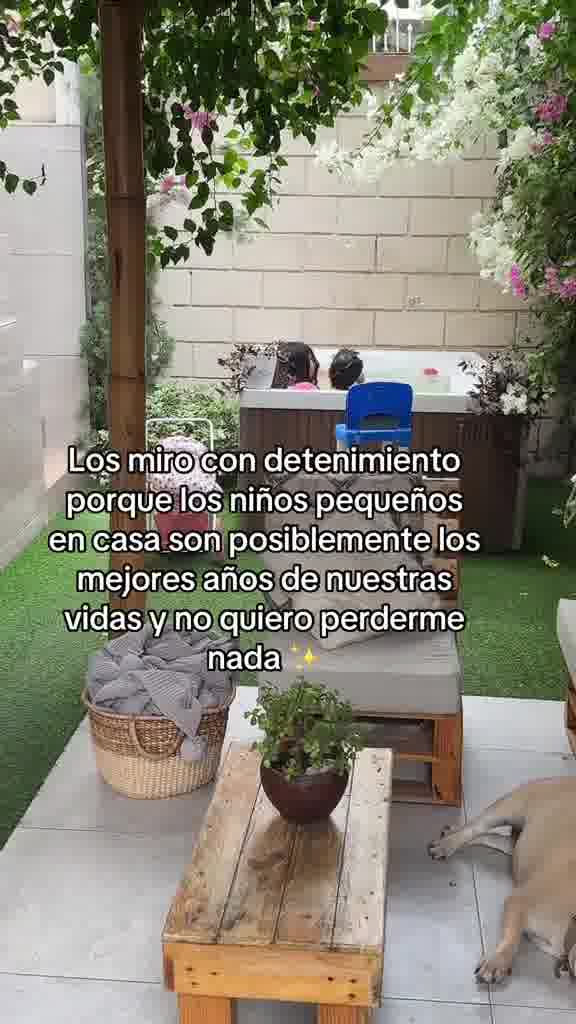 Los miro con detenimiento
porque los niños pequeños
en casa son posiblemente los
mejores años de nuestras
vidas y no quiero perderme
nada ✨